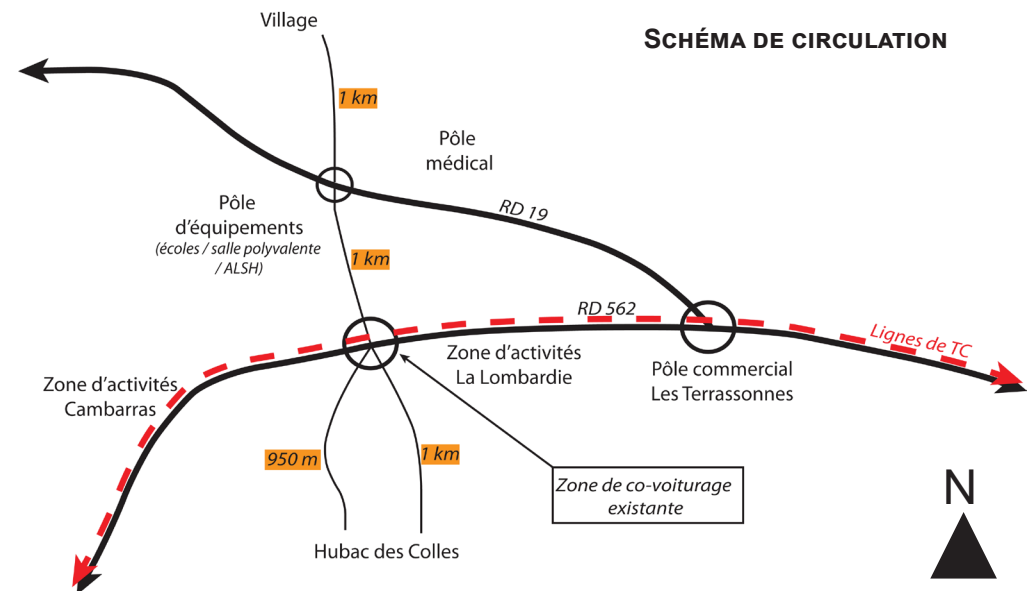 Village
SCHÉMA DE CIRCULATION
1 km
Pôle
médical
Pôle
d'équipements
(écoles / salle polyvalente
/ ALSH)
RD 19
1 km
RD 562
Lignes de TC
Zone d'activités
La Lombardie
Pôle commercial
Les Terrassonnes
Zone d'activités
Cambarras
950 m
1 km
Zone de co-voiturage
existante
Hubac des Colles
N